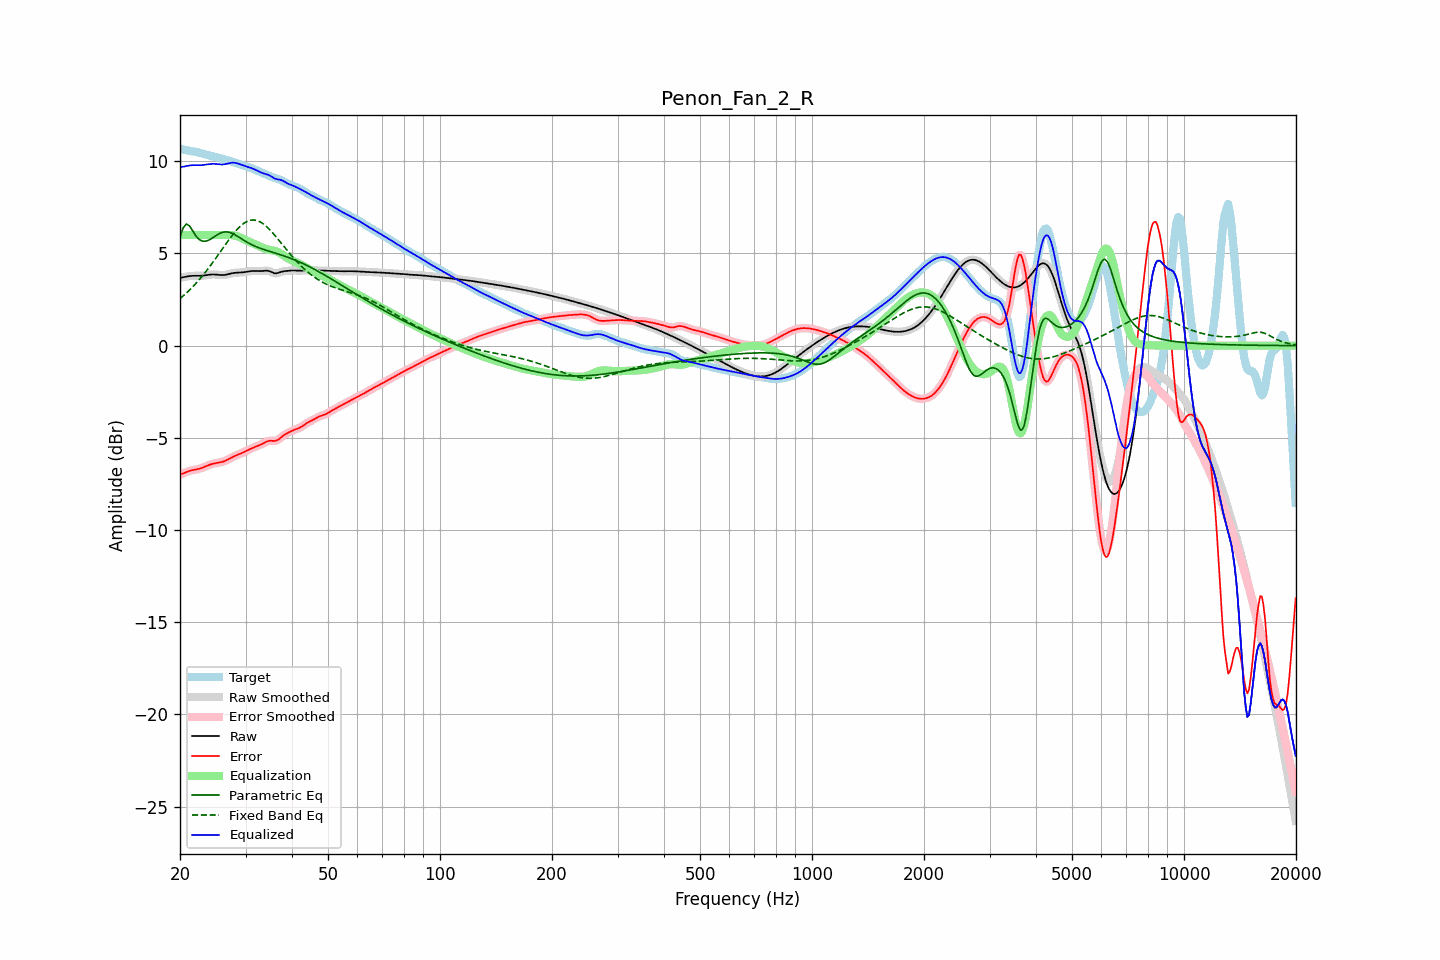 Penon_Fan_2_R
Amplitude (dBr)
10
5
0
−5
−10
−15
−20
−25
Target
Raw Smoothed
Error Smoothed
Raw
Error
Equalization
Parametric Eq
Fixed Band Eq
Equalized
20 50 100 200 500 1000 2000 5000 10000 20000
Frequency (Hz)